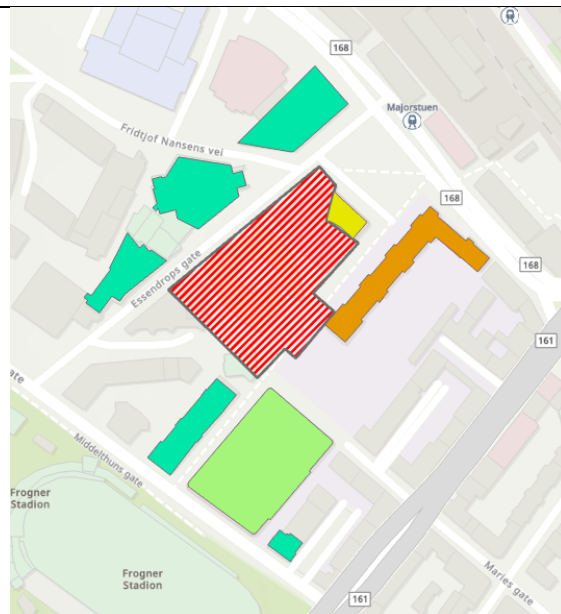 168
Majorstuen
Fridtjof Nansens vei
168
Essendrops gate
168
161
ate
Middelthuns gate
Frogner
Stadion
Frogner
Stadion
Maries gate
161